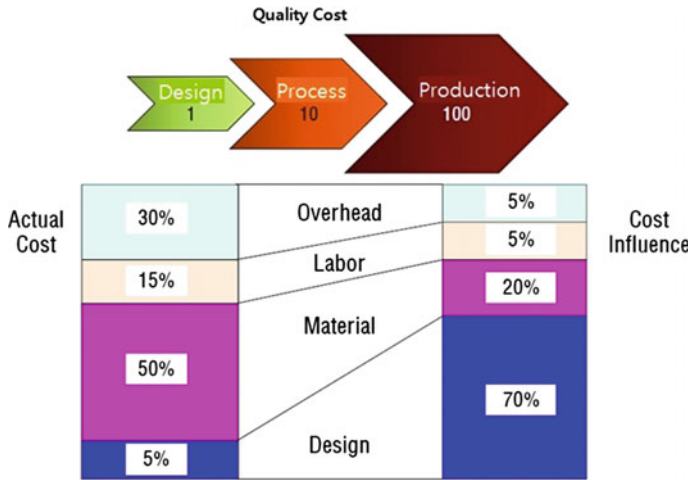 Quality Cost
Design
1
Process
10
Production
100
Actual
Cost
30%
15%
50%
5%
Overhead
Labor
Material
Design
5%
5%
20%
70%
Cost
Influence